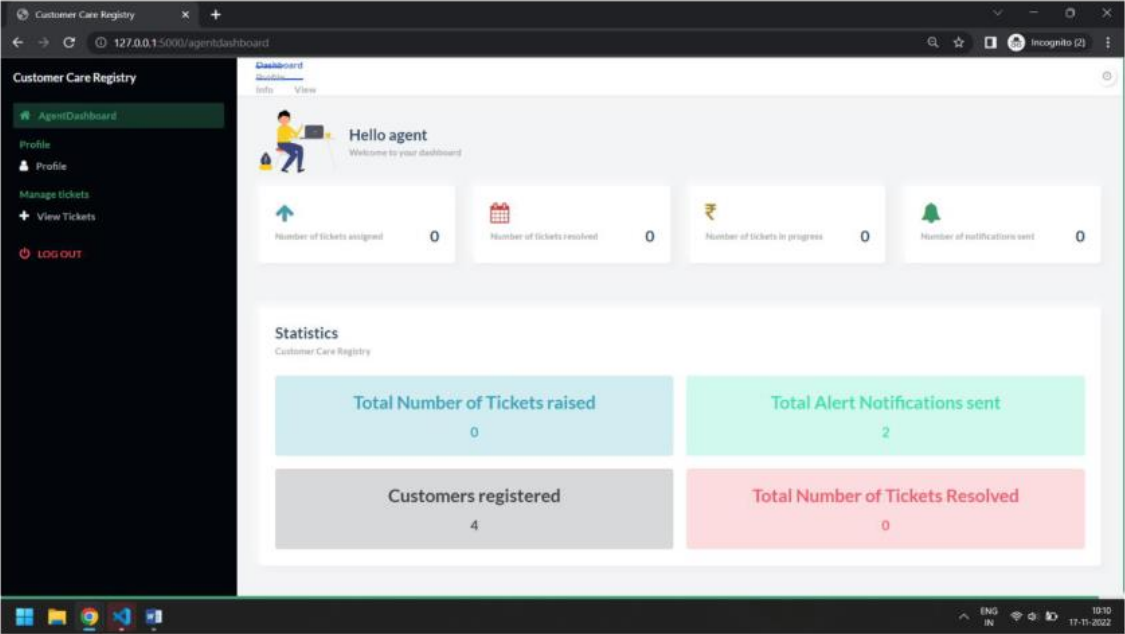 Customer Care Registry
127.0.0.1:5000/agentdashboard
Incognito (2)
Customer Care Registry
AgentDashboard
Profile
Profile
Manage tickets
View Tickets
LOG OUT
Dashboard
Profile
Info View
Hello agent
Welcome to your dashboard
Number of tickets assigned 0
Number of tickets resolved 0
Number of tickets in progress 0
Number of notifications sent 0
Statistics
Customer Care Registry
Total Number of Tickets raised
0
Total Alert Notifications sent
2
Customers registered
4
Total Number of Tickets Resolved
0
ENG
IN
10:10
17-11-2022